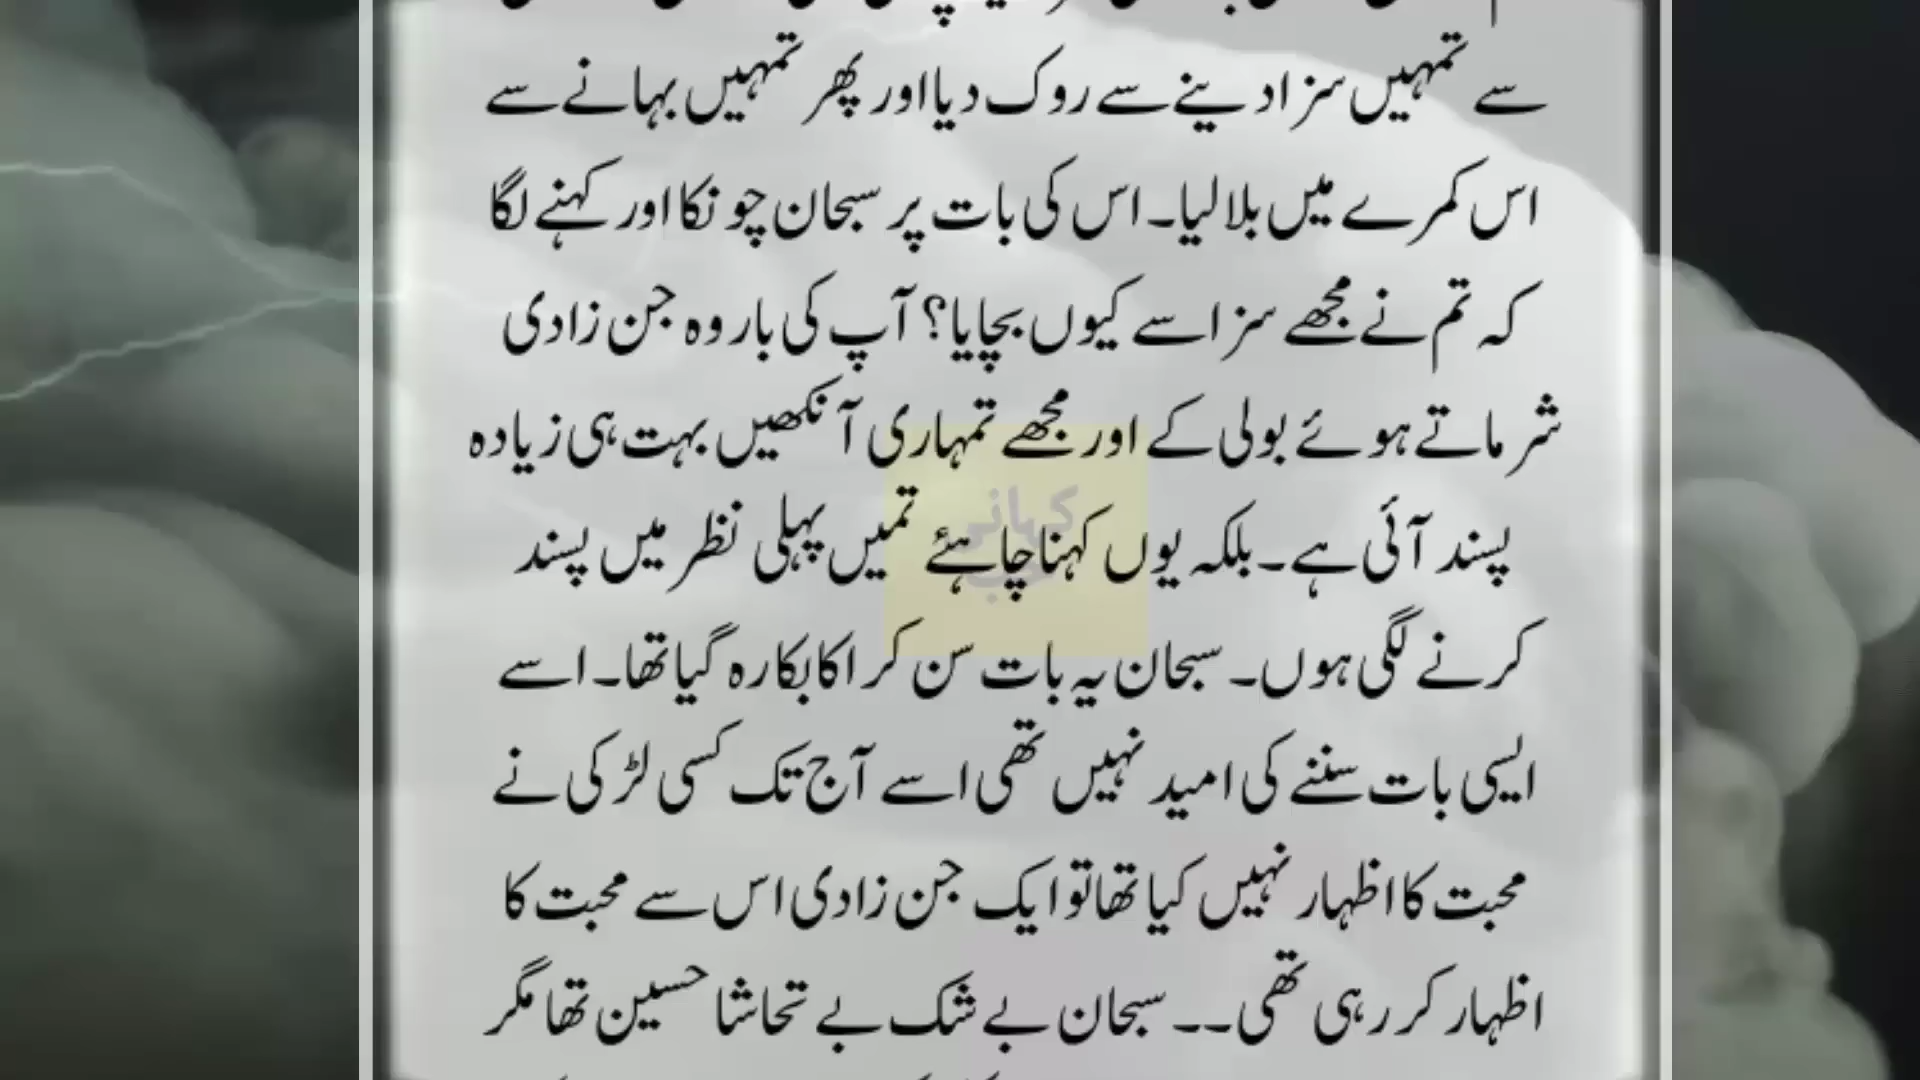 سے تمہیں سزا دینے سے روک دیا اور پھر تمہیں بہانے سے
اس کمرے میں بلا لیا۔ اس کی بات پر سبحان چونکا اور کہنے لگا
کہ تم نے مجھے سزا سے کیوں بچایا؟ آپ کی بار وہ جن زادی
شرماتے ہوئے بولی کے اور مجھے تمہاری آنکھیں بہت ہی زیادہ
پسند آئی ہے۔ بلکہ یوں کہنا چاہئے تمیں پہلی نظر میں پسند
کرنے لگی ہوں۔ سبحان یہ بات سن کر اکا بکا رہ گیا تھا۔ اسے
ایسی بات سننے کی امید نہیں تھی اسے آج تک کسی لڑکی نے
محبت کا اظہار نہیں کیا تھا تو ایک جن زادی اس سے محبت کا
اظہار کر رہی تھی۔۔ سبحان بے شک بے تحاشا حسین تھا مگر
کہانی